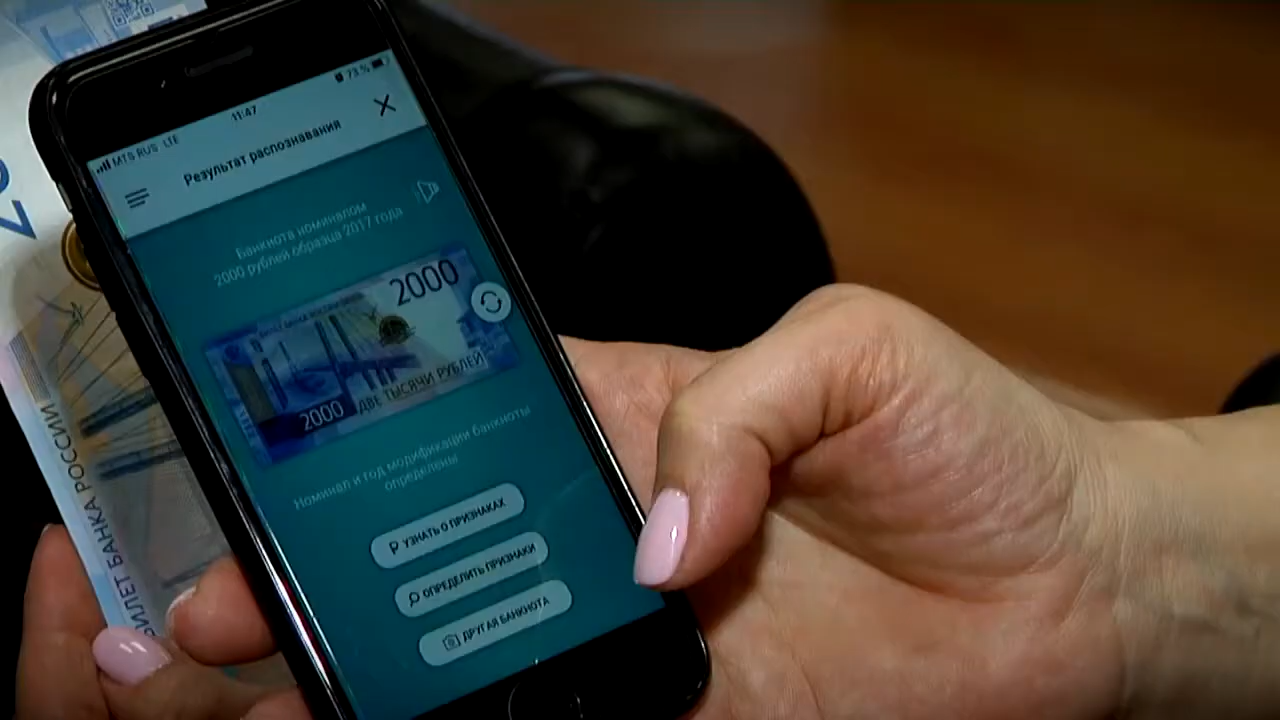 MTS RUS LTE
11:47
73 %
Результат распознавания
Банкнота номиналом
2000 рублей образца 2017 года
2000
2000
ДВЕ ТЫСЯЧИ РУБЛЕЙ
Номинал и год модификации банкноты
определены
УЗНАТЬ О ПРИЗНАКАХ
ОПРЕДЕЛИТЬ ПРИЗНАКИ
ДРУГАЯ БАНКНОТА
БИЛЕТ БАНКА РОССИИ